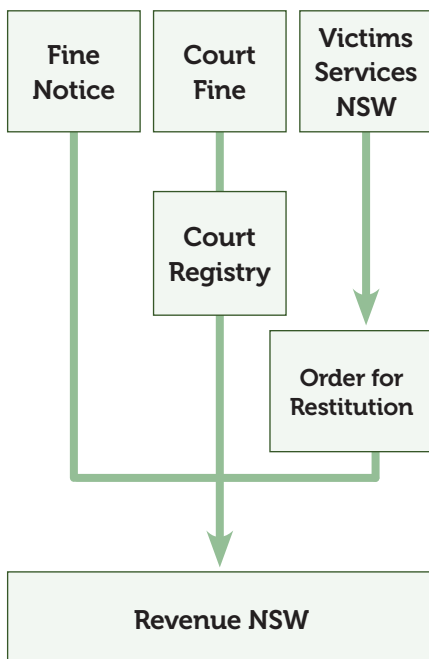 Fine
Notice
Court
Fine
Victims
Services
NSW
Court
Registry
Order for
Restitution
Revenue NSW